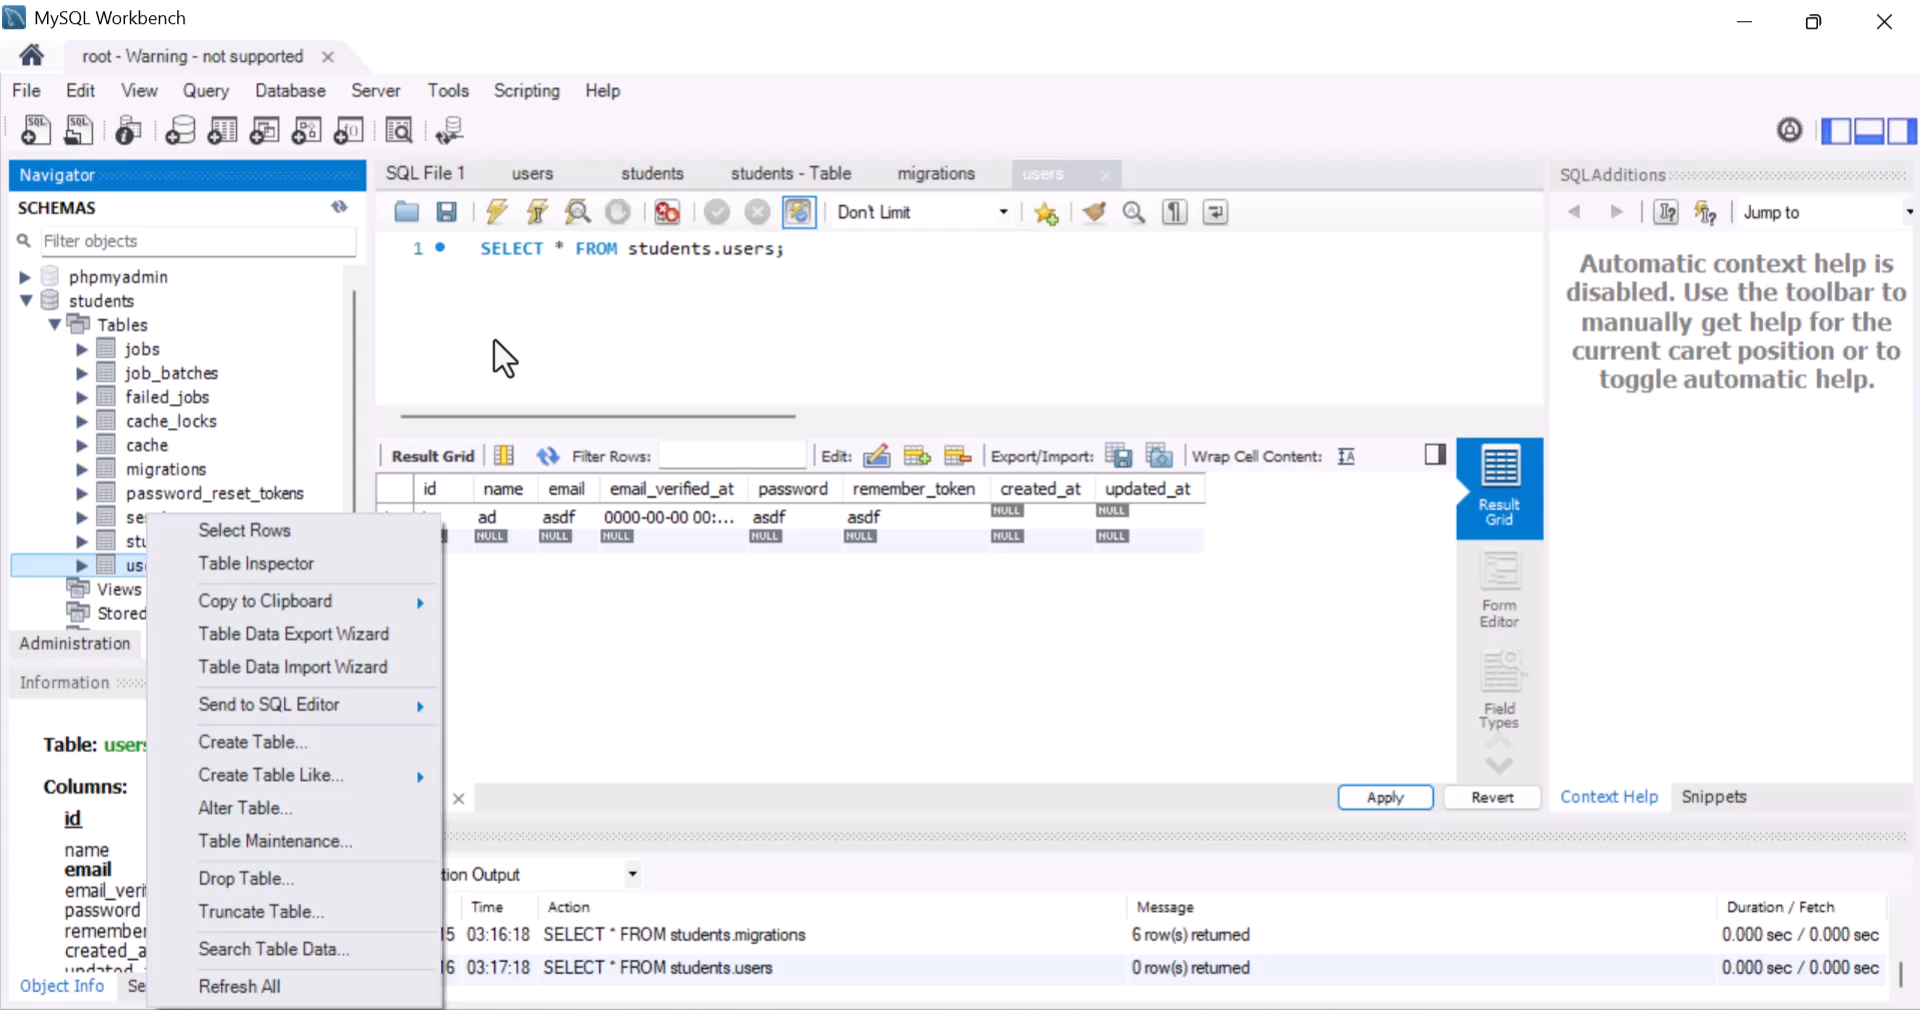 MySQL Workbench
root - Warning - not supported
File Edit View Query Database Server Tools Scripting Help
Navigator
SCHEMAS
Filter objects
phpmyadmin
students
Tables
jobs
job_batches
failed_jobs
cache_locks
cache
migrations
password_reset_tokens
Views
Administration
Information
Table: users
Columns:
id
name
email
password
Object Info
Select Rows
Table Inspector
Copy to Clipboard
Table Data Export Wizard
Table Data Import Wizard
Send to SQL Editor
Create Table...
Create Table Like...
Alter Table...
Table Maintenance...
Drop Table...
Truncate Table...
Search Table Data...
Refresh All
SQL File 1 users students students - Table migrations users
Don't Limit
1 SELECT * FROM students.users;
Result Grid Filter Rows: Edit: Export/Import: Wrap Cell Content:
id name email email_verified_at password remember_token created_at updated_at
ad asdf 0000-00-00 00:... asdf asdf NULL NULL
NULL NULL NULL NULL NULL NULL NULL
Result
Grid
Form
Editor
Field
Types
Apply Revert
Output
Time Action Message Duration / Fetch
03:16:18 SELECT * FROM students.migrations 6 row(s) returned 0.000 sec / 0.000 sec
03:17:18 SELECT * FROM students.users 0 row(s) returned 0.000 sec / 0.000 sec
SQLAdditions
Jump to
Automatic context help is
disabled. Use the toolbar to
manually get help for the
current caret position or to
toggle automatic help.
Context Help Snippets